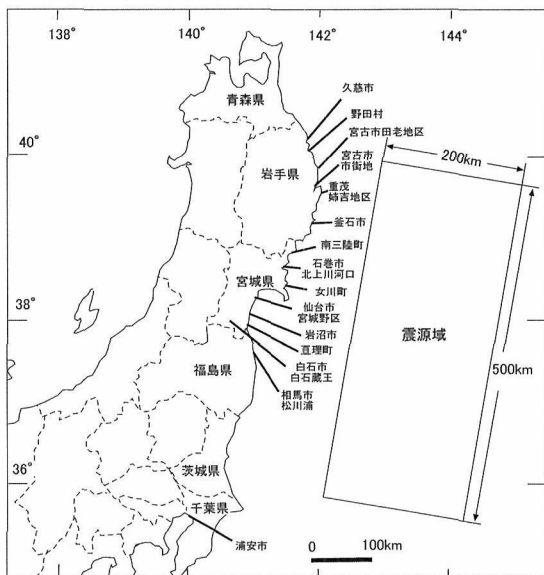 138°
140°
142°
144°
40°
38°
36°
青森県
岩手県
宮城県
福島県
茨城県
千葉県
久慈市
野田村
宮古市田老地区
宮古市
市街地
重茂
姉吉地区
釜石市
南三陸町
石巻市
北上川河口
女川町
仙台市
宮城野区
岩沼市
亘理町
白石市
白石蔵王
相馬市
松川浦
浦安市
200km
震源域
500km
0 100km